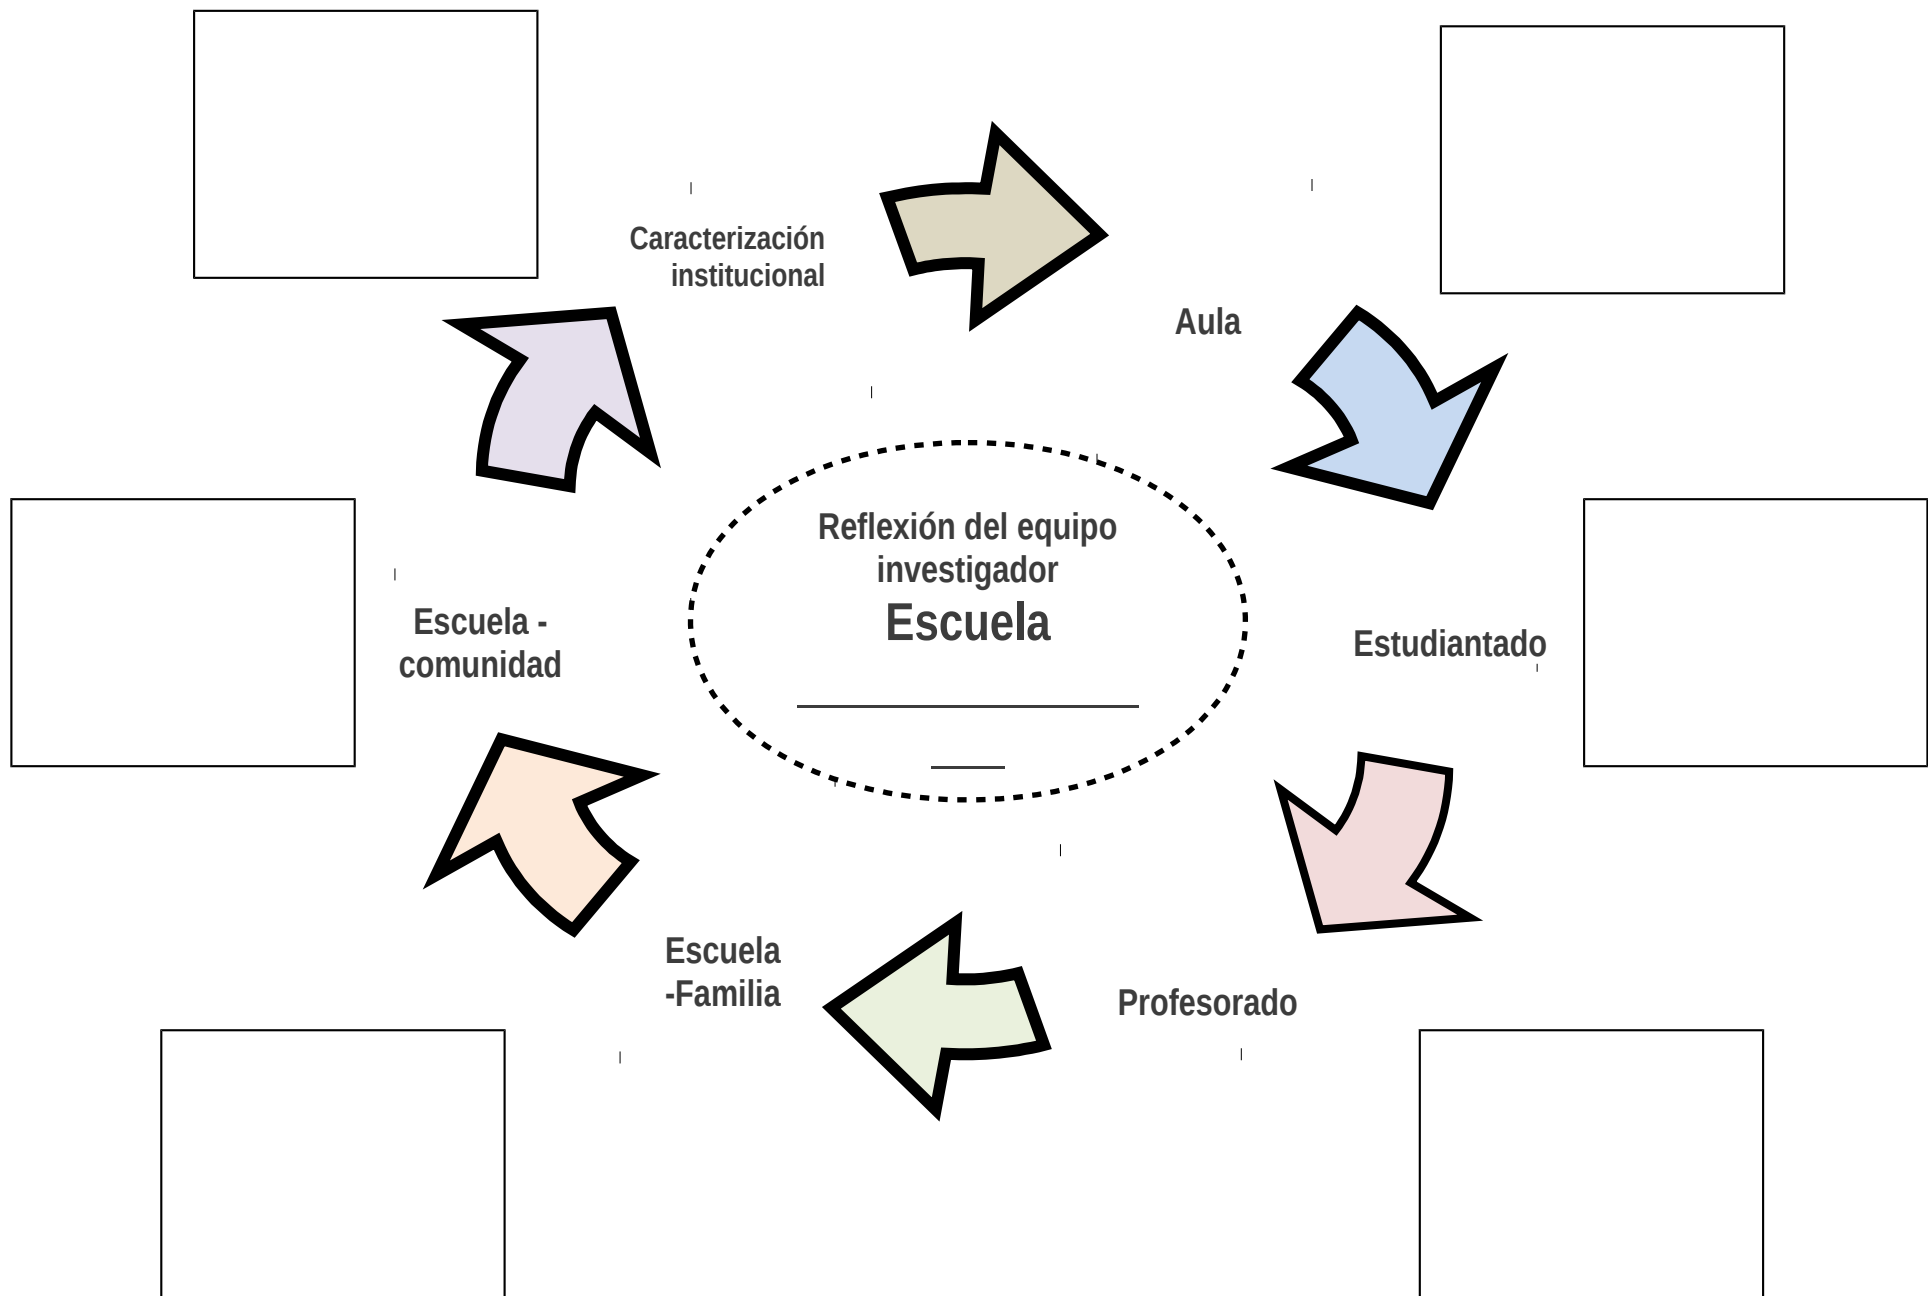 Caracterización
institucional
Aula
Reflexión del equipo
investigador
Escuela
Escuela -
comunidad
Estudiantado
Escuela
-Familia
Profesorado